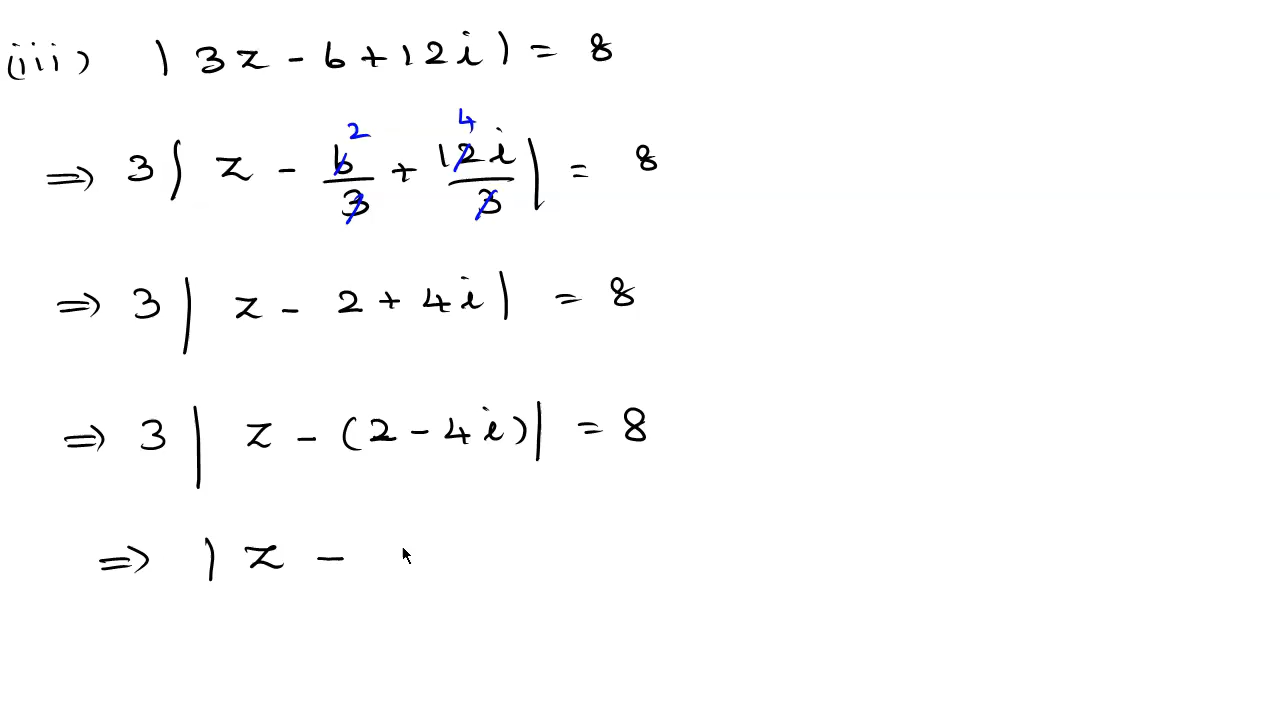 (iii) | 3z - 6 + 12i | = 8
⇒ 3 | z - 6/3 2 + 12i/3 4 | = 8
⇒ 3 | z - 2 + 4i | = 8
⇒ 3 | z - (2 - 4i) | = 8
⇒ | z -